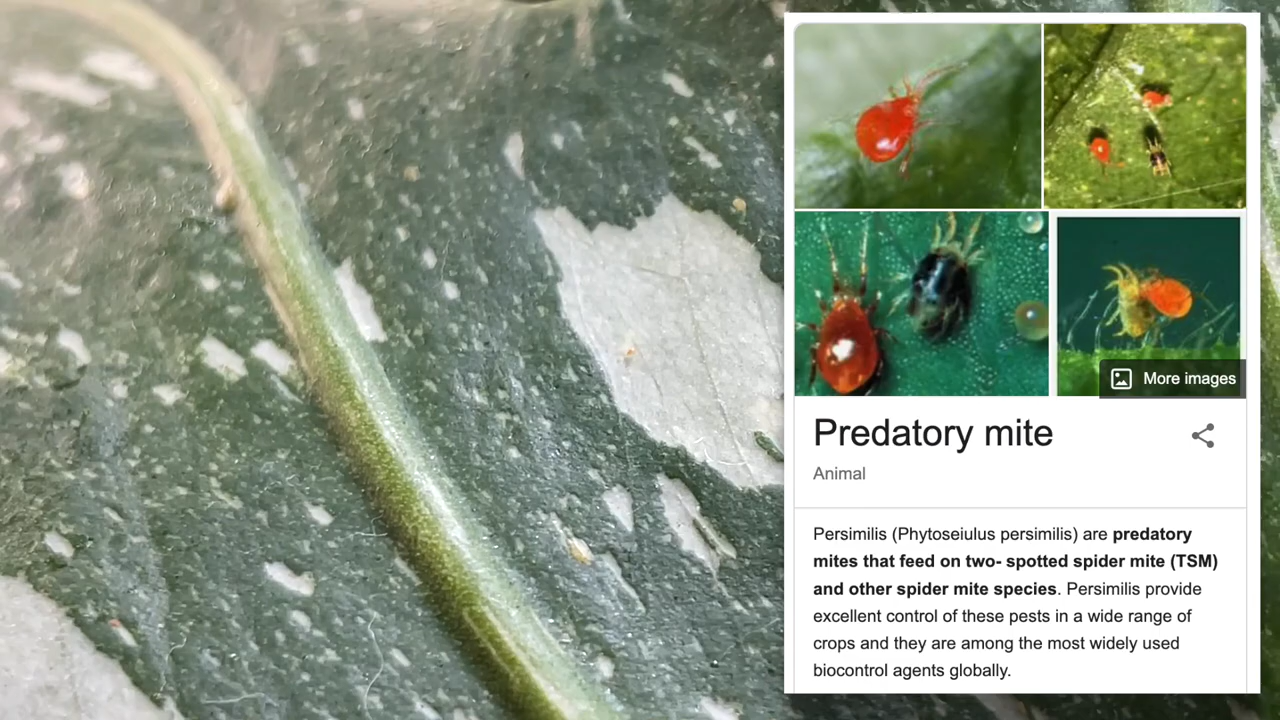 More images
Predatory mite
Animal
Persimilis (Phytoseiulus persimilis) are predatory
mites that feed on two- spotted spider mite (TSM)
and other spider mite species. Persimilis provide
excellent control of these pests in a wide range of
crops and they are among the most widely used
biocontrol agents globally.